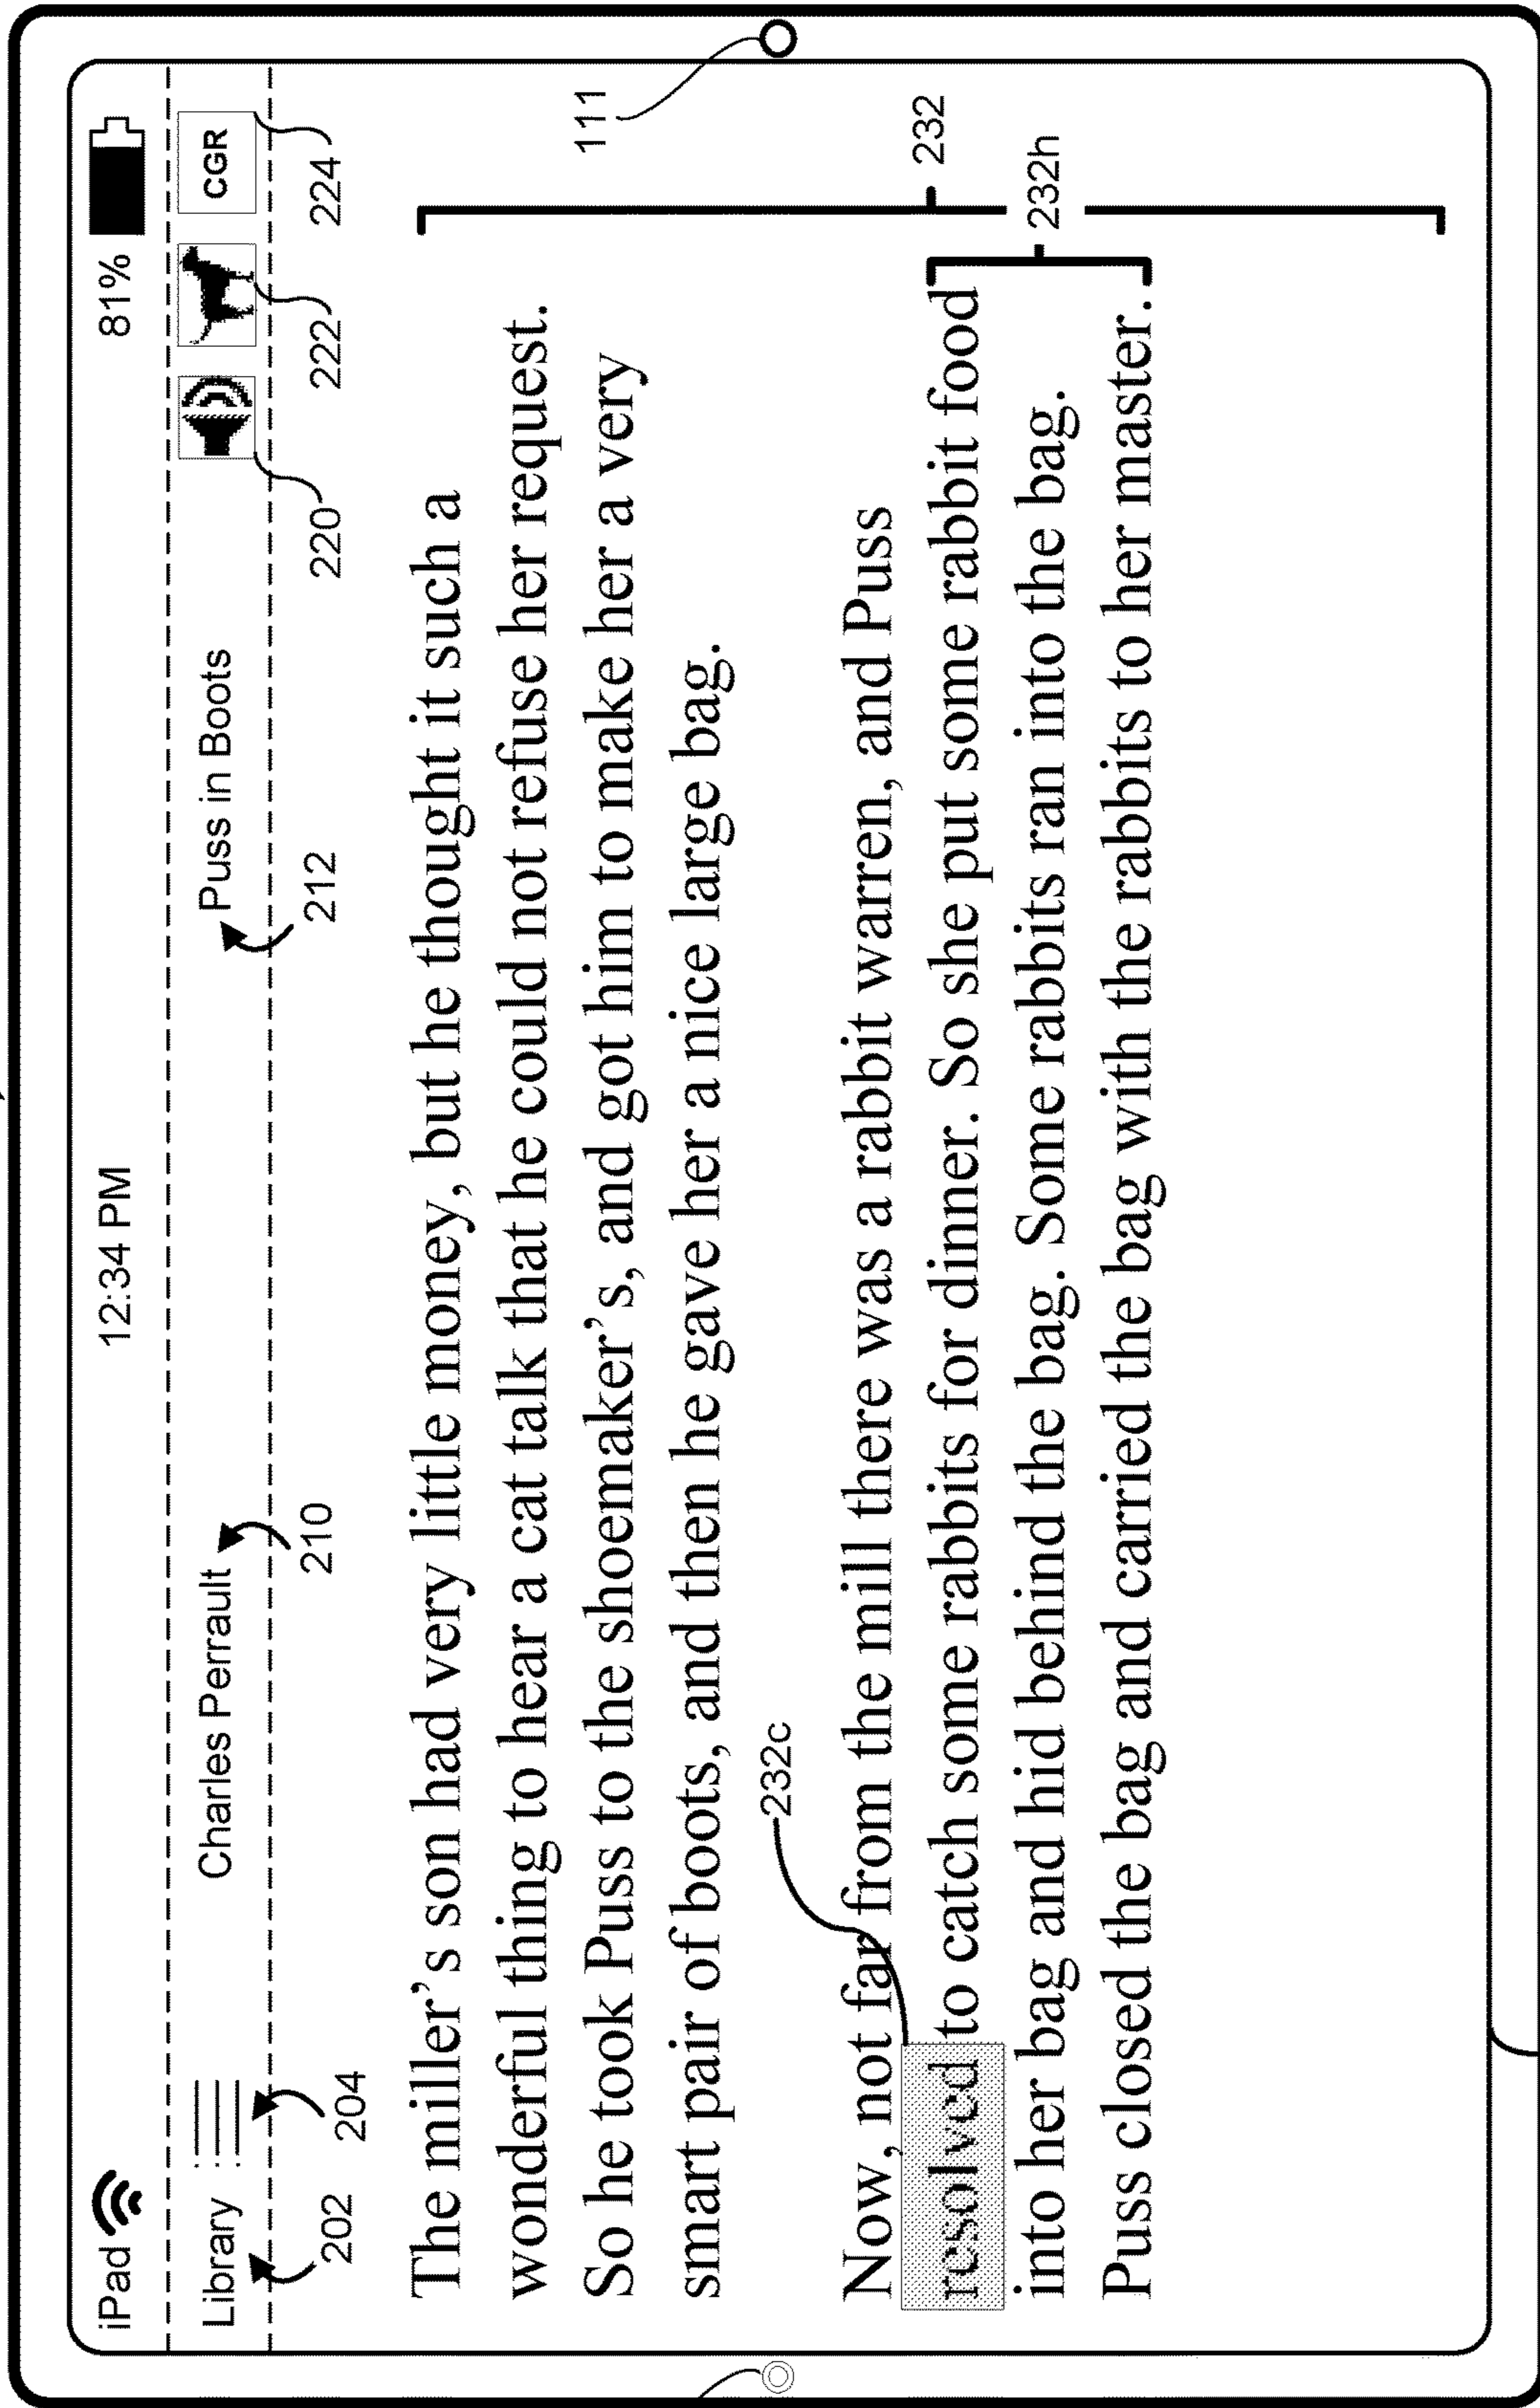 iPad 12:34 PM 81%
Library Charles Perrault Puss in Boots CGR
202 204 210 212 220 222 224
The miller's son had very little money, but he thought it such a
wonderful thing to hear a cat talk that he could not refuse her request.
So he took Puss to the shoemaker's, and got him to make her a very
smart pair of boots, and then he gave her a nice large bag.
111
232c
Now, not far from the mill there was a rabbit warren, and Puss
resolved to catch some rabbits for dinner. So she put some rabbit food
232
into her bag and hid behind the bag. Some rabbits ran into the bag.
232h
Puss closed the bag and carried the bag with the rabbits to her master.